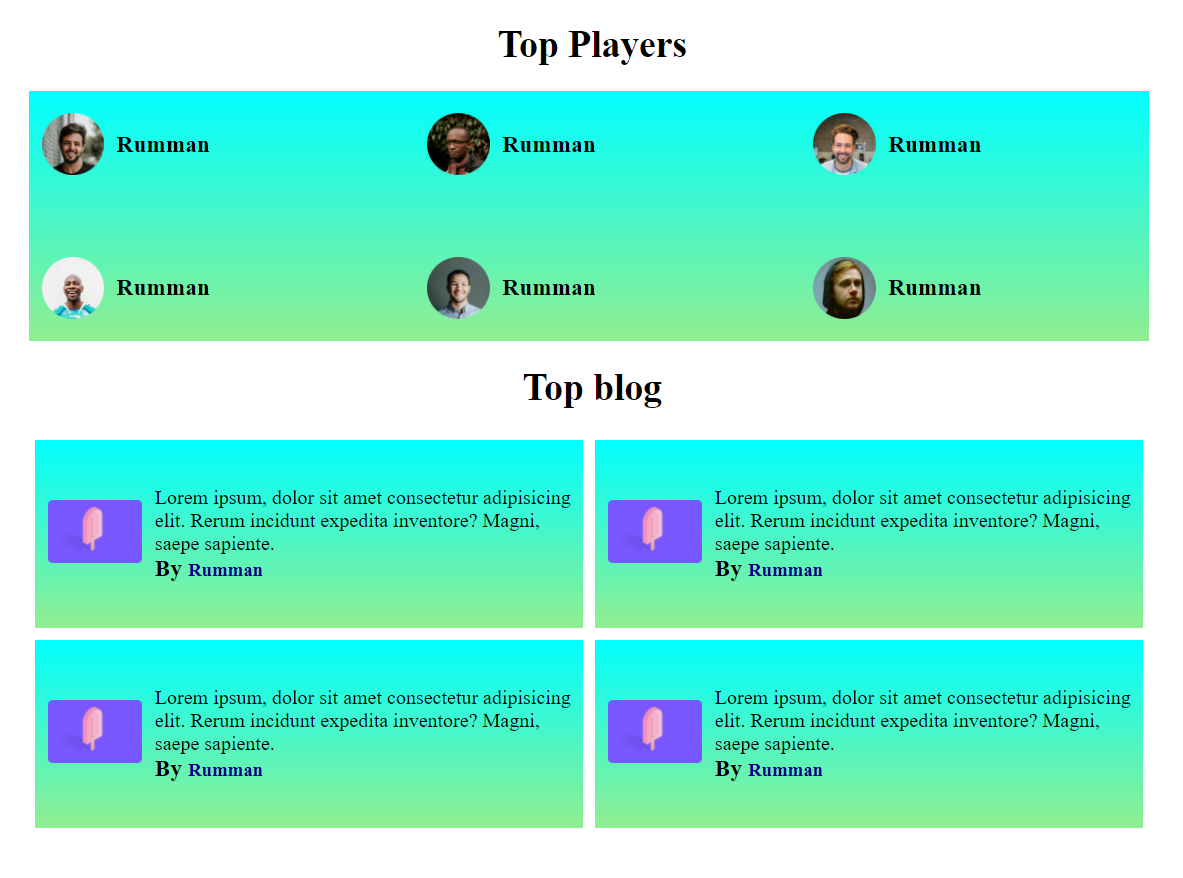 Top Players
Rumman
Rumman
Rumman
Rumman
Rumman
Rumman
Top blog
Lorem ipsum, dolor sit amet consectetur adipisicing
elit. Rerum incidunt expedita inventore? Magni,
saepe sapiente.
By Rumman
Lorem ipsum, dolor sit amet consectetur adipisicing
elit. Rerum incidunt expedita inventore? Magni,
saepe sapiente.
By Rumman
Lorem ipsum, dolor sit amet consectetur adipisicing
elit. Rerum incidunt expedita inventore? Magni,
saepe sapiente.
By Rumman
Lorem ipsum, dolor sit amet consectetur adipisicing
elit. Rerum incidunt expedita inventore? Magni,
saepe sapiente.
By Rumman